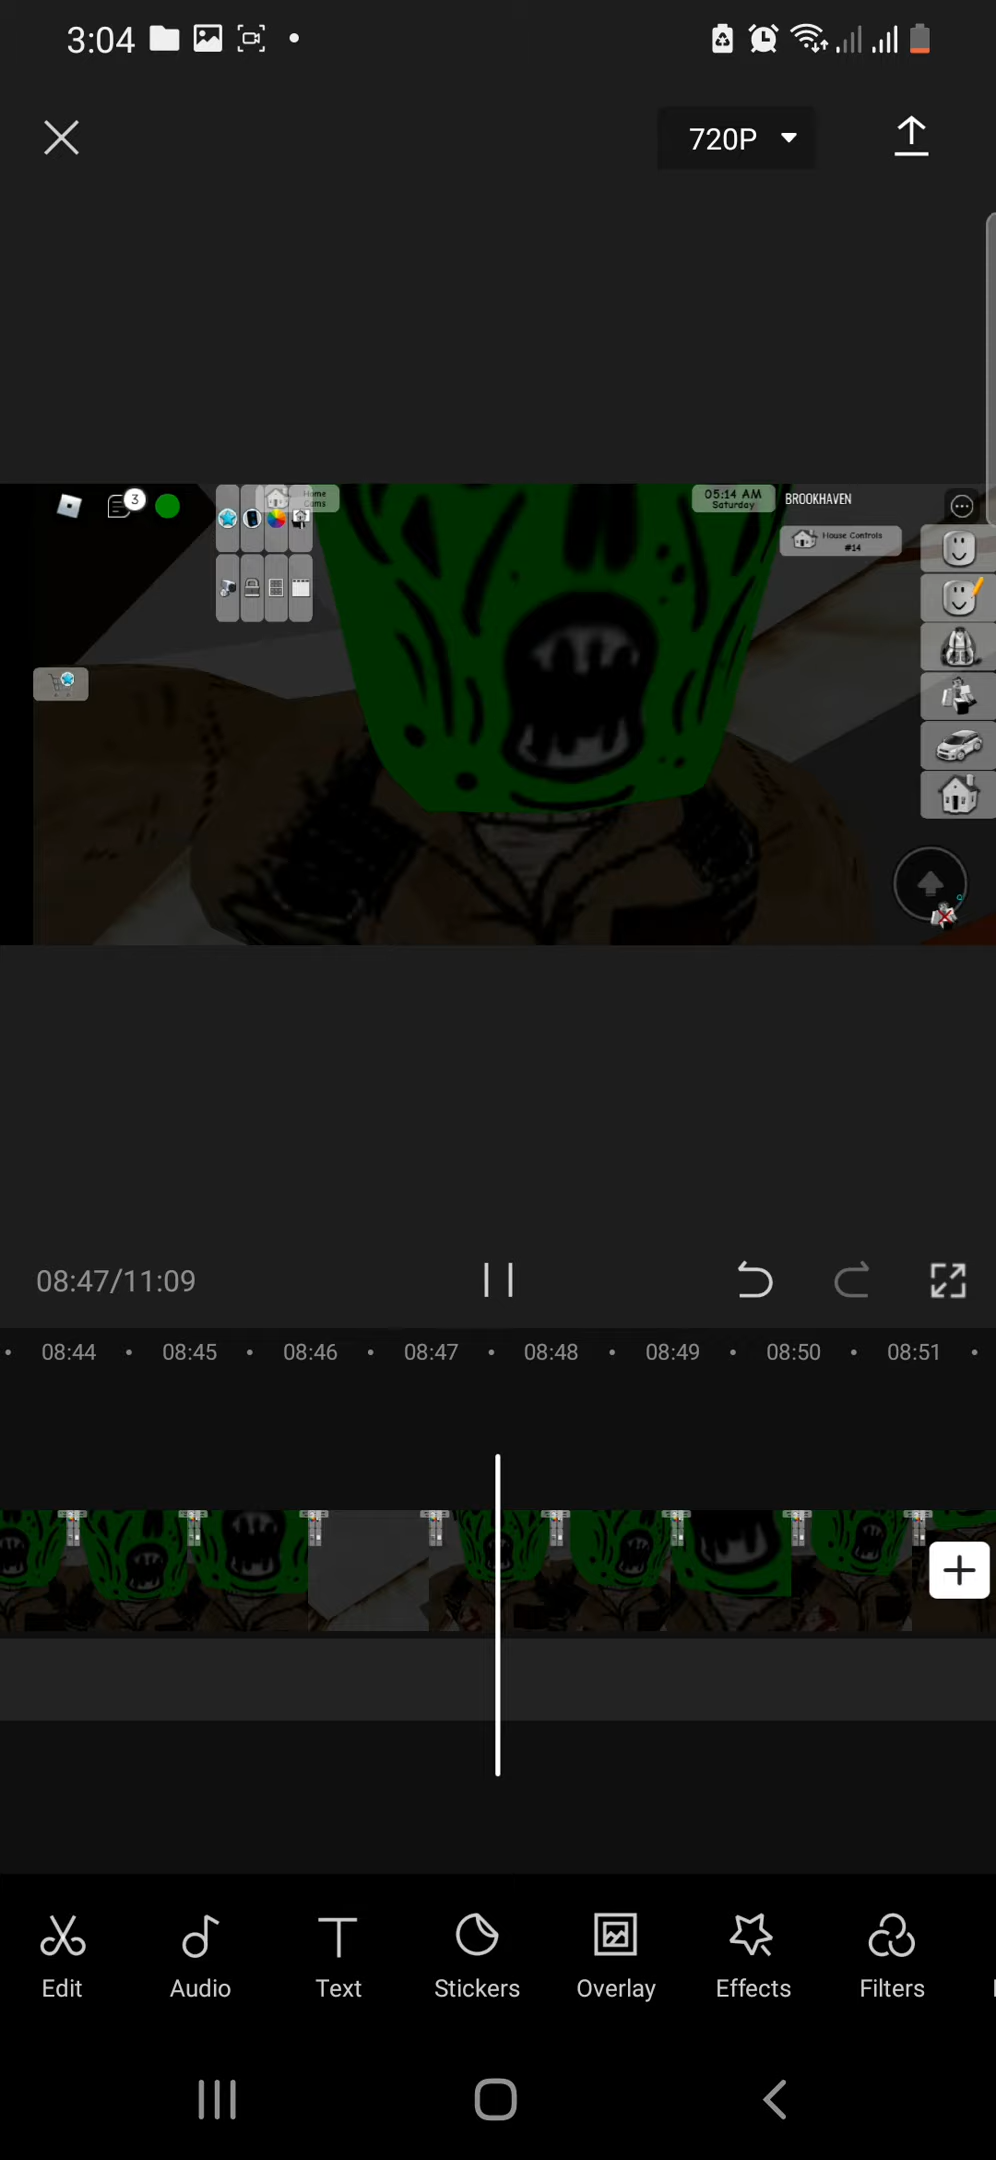 3:04
720P
3
Home
Cams
05:14 AM
Saturday
BROOKHAVEN
House Controls
#14
08:47/11:09
08:44 08:45 08:46 08:47 08:48 08:49 08:50 08:51
Edit Audio Text Stickers Overlay Effects Filters